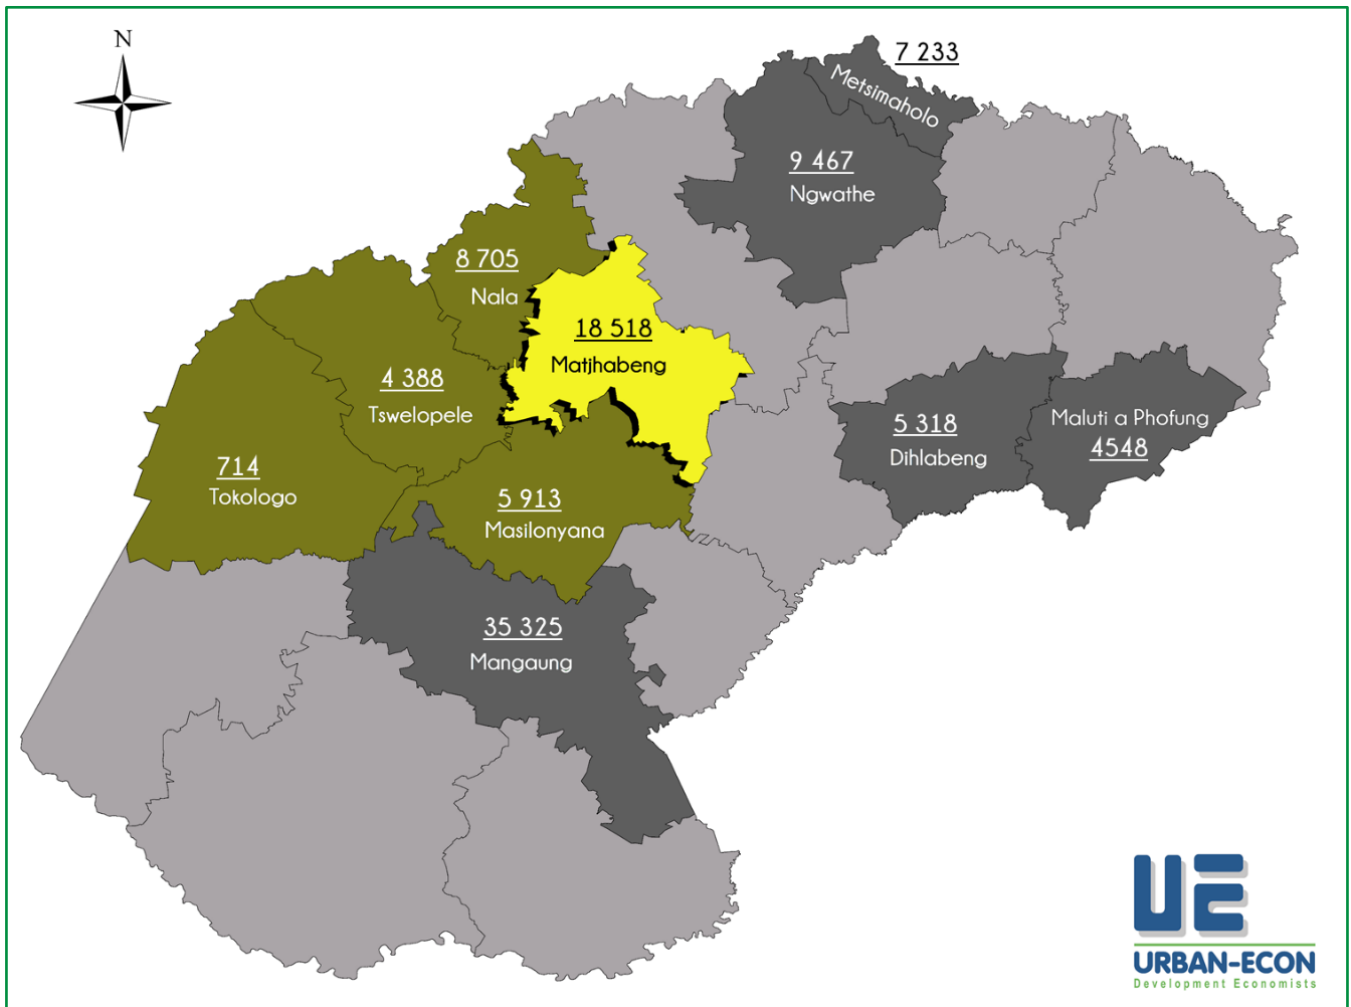 N
7 233
Metsimaholo
9 467
Ngwathe
8 705
Nala
18 518
Matjhabeng
4 388
Tswelopele
714
Tokologo
5 913
Masilonyana
5 318
Dihlabeng
Maluti a Phofung
4548
35 325
Mangaung
UE
URBAN-ECON
Development Economists